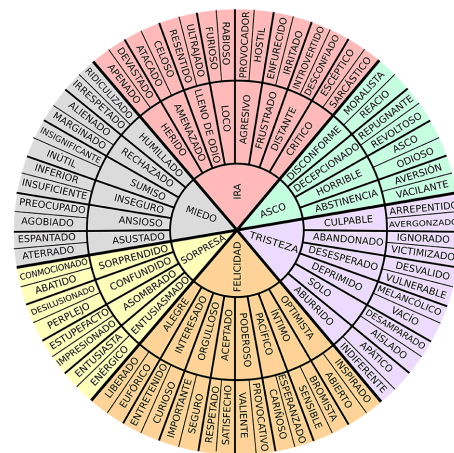 IRA
ASCO
TRISTEZA
FELICIDAD
SORPRESA
MIEDO
HERIDO
AMENAZADO
LLENO DE ODIO
LOCO
AGRESIVO
FRUSTRADO
DISTANTE
CRÍTICO
DISCONFORME
DECEPCIONADO
HORRIBLE
ABSTINENCIA
CULPABLE
ABANDONADO
DESESPERADO
DEPRIMIDO
SOLO
ABURRIDO
OPTIMISTA
INTIMO
PACÍFICO
PODEROSO
ACEPTADO
ORGULLOSO
INTERESADO
ALEGRE
ENTUSIASMADO
ASOMBRADO
CONFUNDIDO
SORPRENDIDO
ASUSTADO
ANSIOSO
INSEGURO
SUMISO
RECHAZADO
HUMILLADO
APENADO
DEVASTADO
ATACADO
CELOSO
RESENTIDO
ULTRAJADO
FURIOSO
RABIOSO
PROVOCADOR
HOSTIL
ENFURECIDO
IRRITADO
INTROVERTIDO
DESCONFIADO
ESCÉPTICO
SARCÁSTICO
MORALISTA
REACIO
REPUGNANTE
REVOLTOSO
ASCO
ODIOSO
AVERSIÓN
VACILANTE
ARREPENTIDO
AVERGONZADO
IGNORADO
VICTIMIZADO
DESVALIDO
VULNERABLE
MELANCOLICO
VACÍO
DESAMPARADO
AISLADO
APÁTICO
INDIFERENTE
INSPIRADO
ABIERTO
BROMISTA
SENSIBLE
ESPERANZADO
CARIÑOSO
PROVOCATIVO
VALIENTE
SATISFECHO
RESPETADO
SEGURO
IMPORTANTE
CURIOSO
ENTRETENIDO
EUFÓRICO
LIBERADO
ENÉRGICO
ENTUSIASTA
IMPRESIONADO
ESTUPEFACTO
PERPLEJO
DESILUSIONADO
ABATIDO
CONMOCIONADO
ATERRADO
ESPANTADO
AGOBIADO
PREOCUPADO
INSUFICIENTE
INFERIOR
INÚTIL
INSIGNIFICANTE
MARGINADO
ALIENADO
IRRESPETADO
RIDICULIZADO